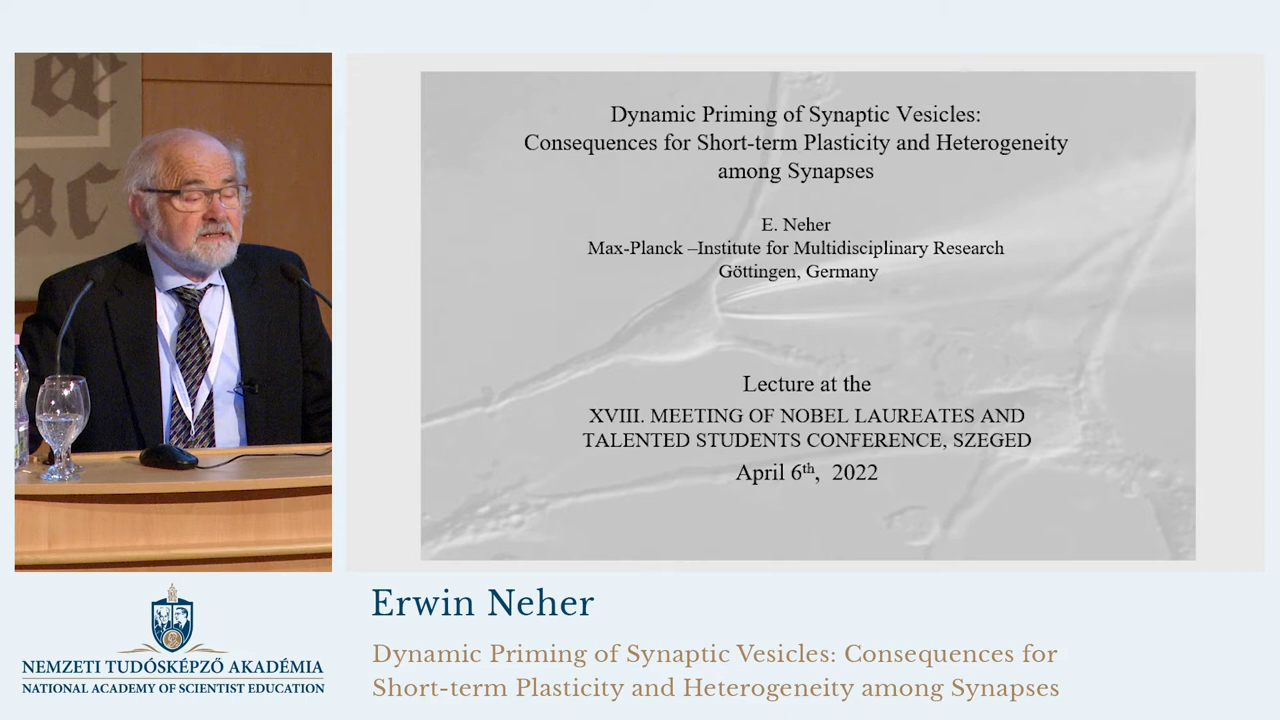 ee
ac
Dynamic Priming of Synaptic Vesicles:
Consequences for Short-term Plasticity and Heterogeneity
among Synapses
E. Neher
Max-Planck –Institute for Multidisciplinary Research
Göttingen, Germany
Lecture at the
XVIII. MEETING OF NOBEL LAUREATES AND
TALENTED STUDENTS CONFERENCE, SZEGED
April 6th, 2022
Erwin Neher
Dynamic Priming of Synaptic Vesicles: Consequences for
Short-term Plasticity and Heterogeneity among Synapses
NEMZETI TUDÓSKÉPZŐ AKADÉMIA
NATIONAL ACADEMY OF SCIENTIST EDUCATION